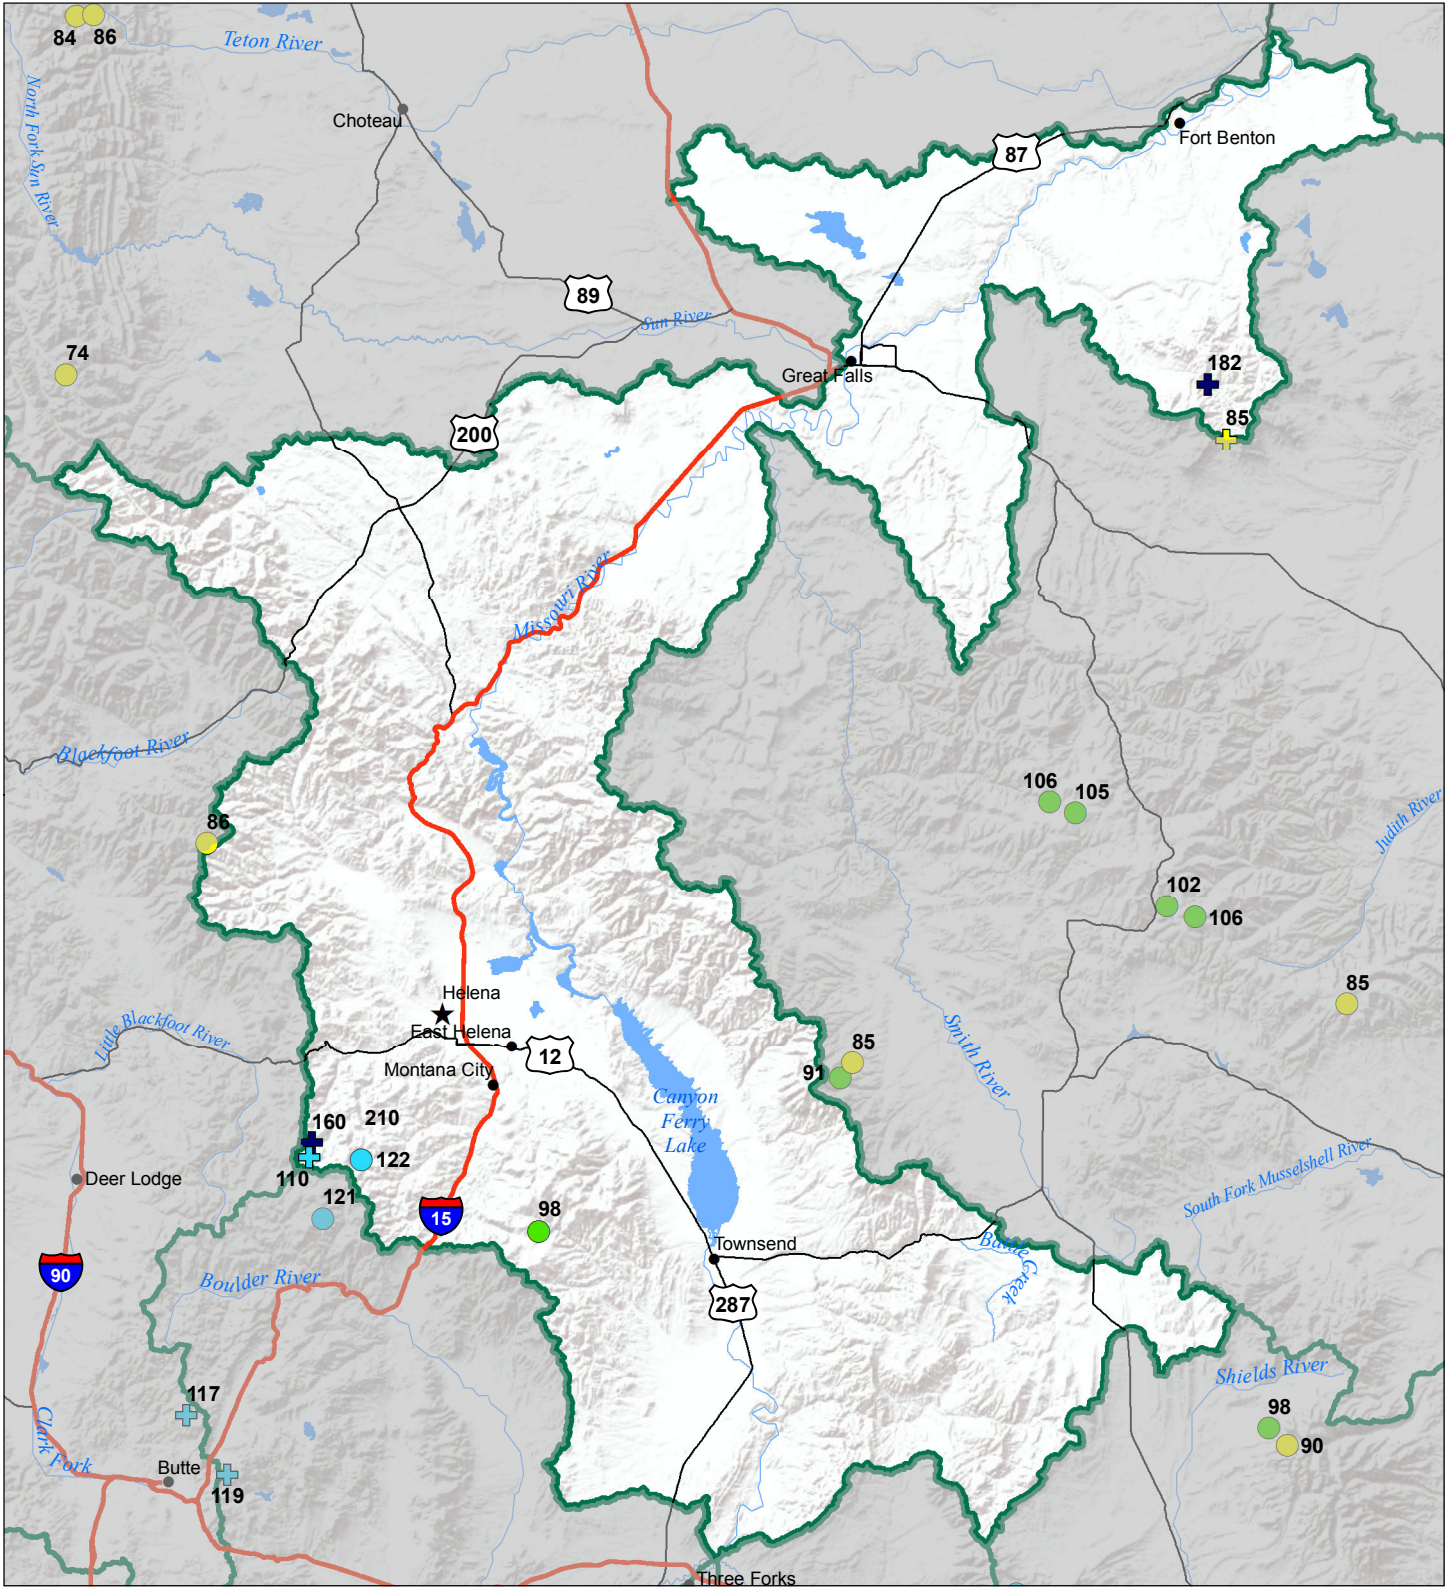 84
86
Teton River
North Fork Sun River
Choteau
87
Fort Benton
89
Sun River
74
Great Falls
182
85
200
Missouri River
Blackfoot River
86
106
105
Judith River
102
106
85
Helena
Little Blackfoot River
East Helena
12
Smith River
Montana City
85
91
Canyon
Ferry
Lake
160
210
122
110
Deer Lodge
121
South Fork Musselshell River
15
98
Townsend
Battle Creek
90
Boulder River
287
Shields River
117
98
90
Clark Fork
Butte
119
Three Forks